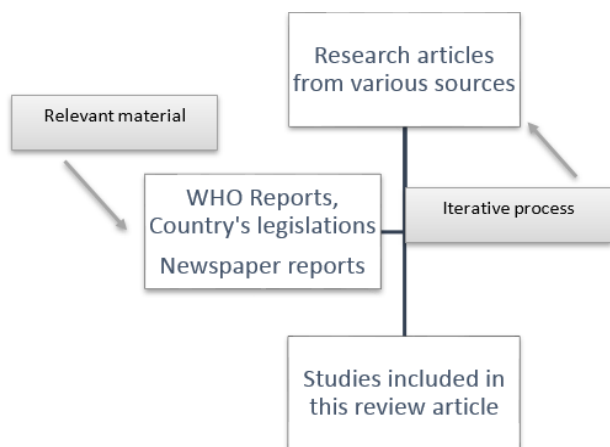 Research articles
from various sources
Relevant material
WHO Reports,
Country's legislations
Newspaper reports
Iterative process
Studies included in
this review article